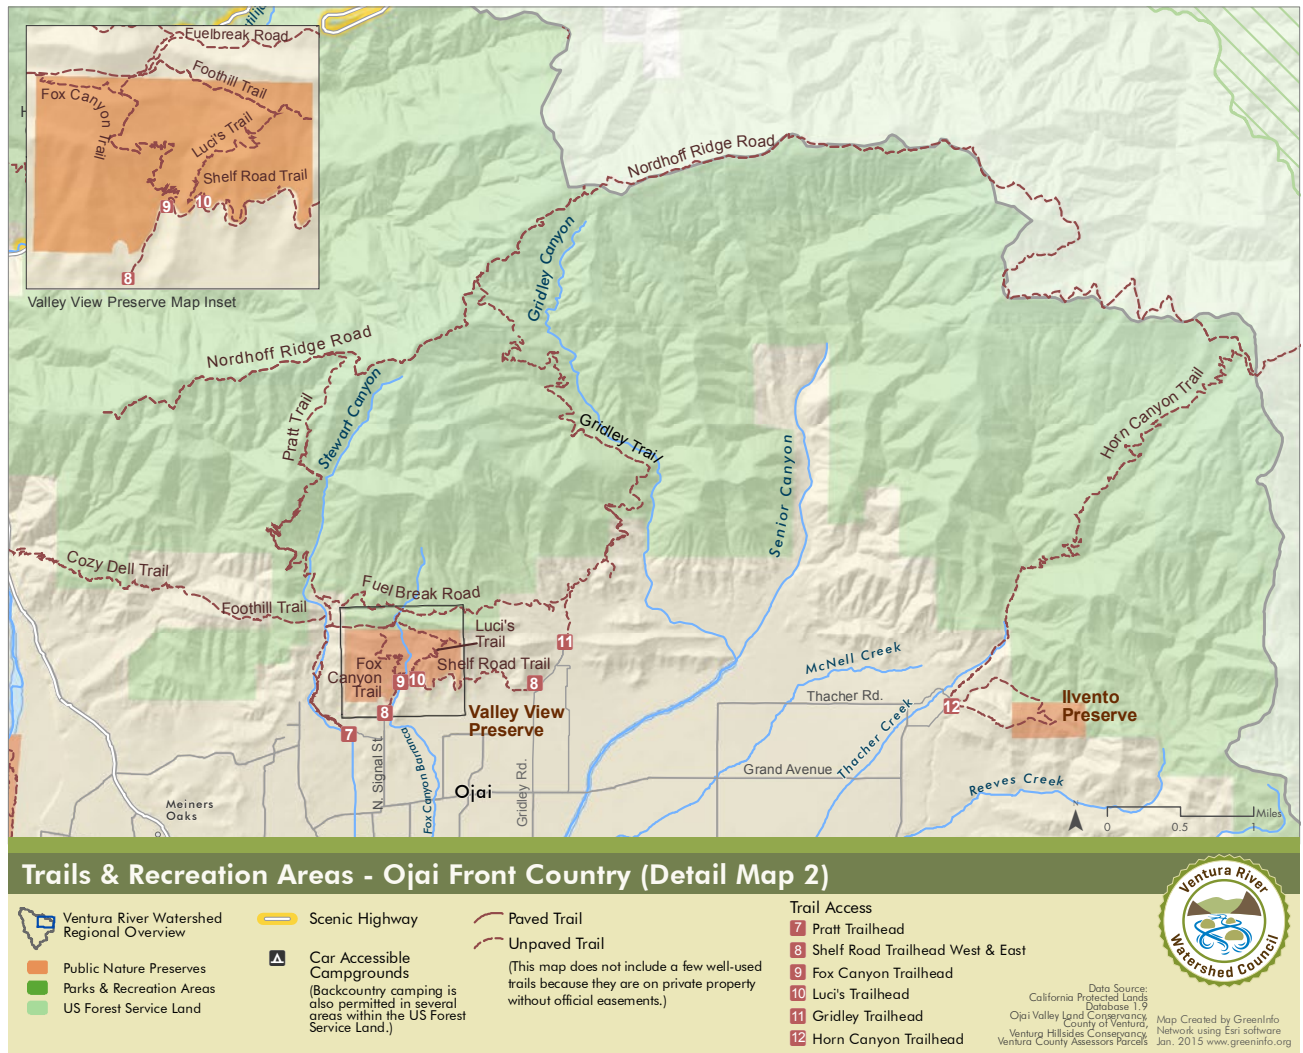 Fuelbreak Road
Foothill Trail
Fox Canyon Trail
Luci's Trail
Shelf Road Trail
9
10
8
Valley View Preserve Map Inset
Nordhoff Ridge Road
Gridley Canyon
Nordhoff Ridge Road
Pratt Trail
Stewart Canyon
Gridley Trail
Senior Canyon
Horn Canyon Trail
Cozy Dell Trail
Foothill Trail
Fuel Break Road
Luci's
Trail
Shelf Road Trail
Fox
Canyon
Trail
9
10
8
8
11
7
12
Valley View
Preserve
McNell Creek
Thacher Rd.
Thacher Creek
Ilvento
Preserve
Grand Avenue
Reeves Creek
N. Signal St.
Fox Canyon Barranca
Ojai
Gridley Rd.
Meiners
Oaks
N
0
0.5
1
Miles
Trails & Recreation Areas - Ojai Front Country (Detail Map 2)
Ventura River Watershed
Regional Overview
Public Nature Preserves
Parks & Recreation Areas
US Forest Service Land
Scenic Highway
Car Accessible
Campgrounds
(Backcountry camping is
also permitted in several
areas within the US Forest
Service Land.)
Paved Trail
Unpaved Trail
(This map does not include a few well-used
trails because they are on private property
without official easements.)
Trail Access
7 Pratt Trailhead
8 Shelf Road Trailhead West & East
9 Fox Canyon Trailhead
10 Luci's Trailhead
11 Gridley Trailhead
12 Horn Canyon Trailhead
Ventura River
Watershed Council
Data Source:
California Protected Lands
Database 1.9
Ojai Valley Land Conservancy,
County of Ventura,
Ventura Hillsides Conservancy,
Ventura County Assessors Parcels
Map Created by GreenInfo
Network using Esri software
Jan. 2015 www.greeninfo.org